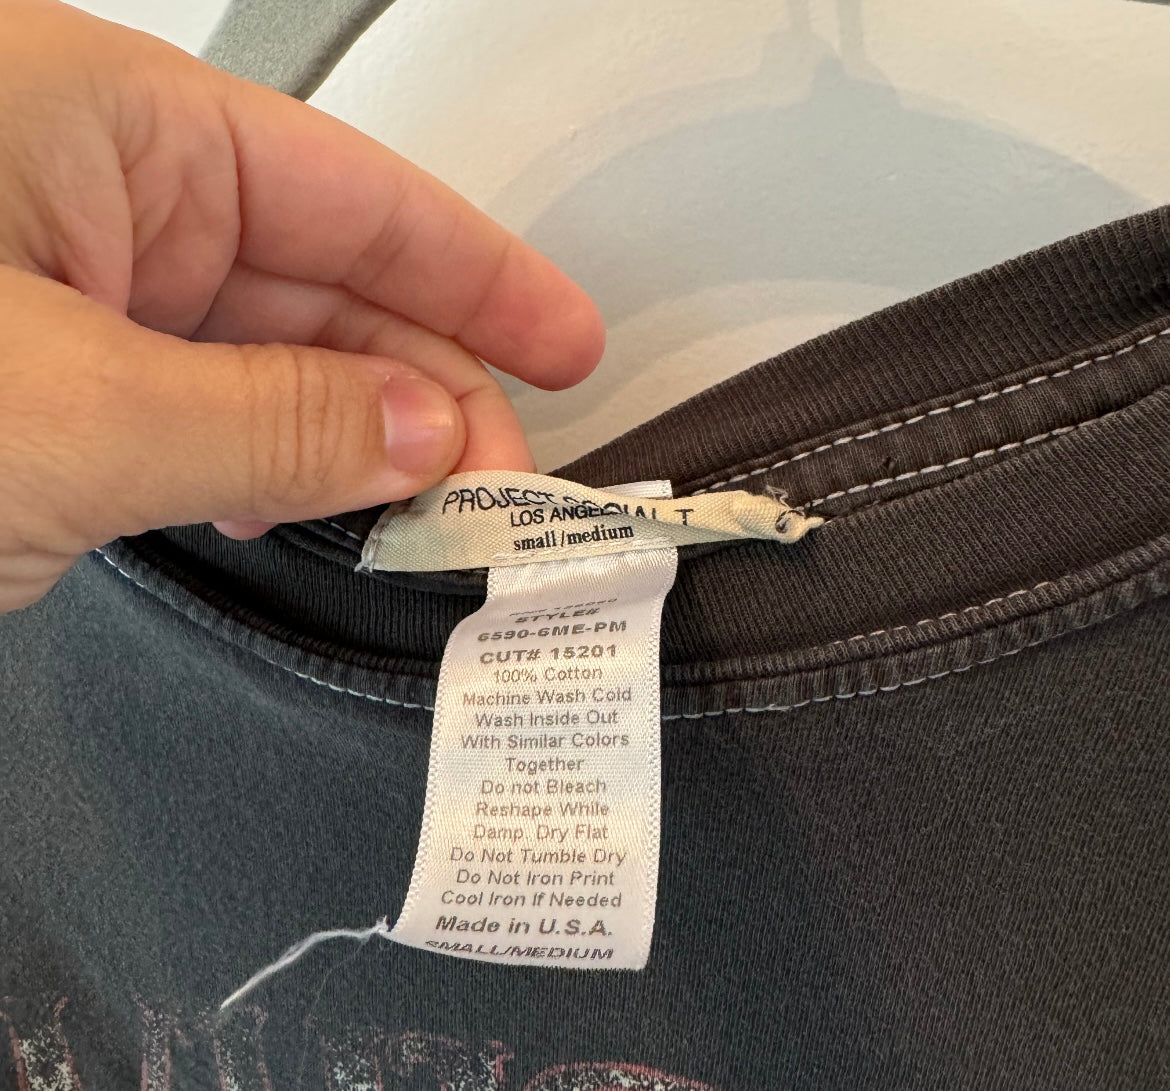 PROJECT SOCIAL T
LOS ANGELES
small/medium
STYLE#
6590-6ME-PM
CUT# 15201
100% Cotton
Machine Wash Cold
Wash Inside Out
With Similar Colors
Together
Do not Bleach
Reshape While
Damp. Dry Flat
Do Not Tumble Dry
Do Not Iron Print
Cool Iron If Needed
Made in U.S.A.
SMALL/MEDIUM